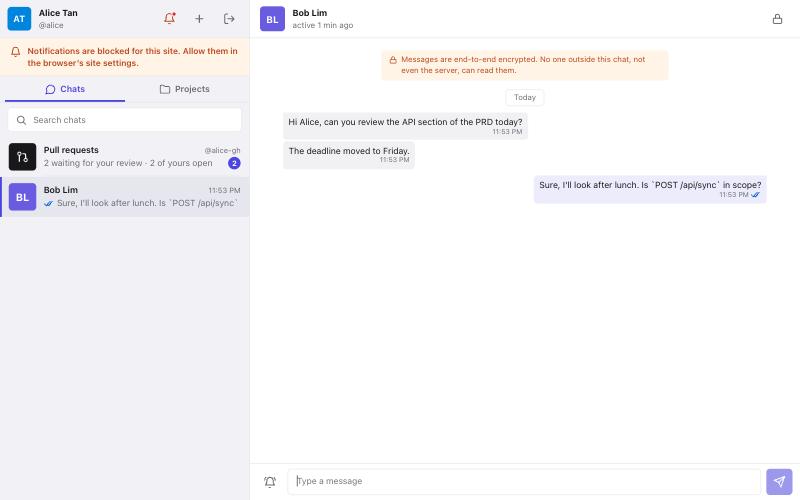 AT
Alice Tan
@alice
Notifications are blocked for this site. Allow them in
the browser's site settings.
Chats
Projects
Search chats
Pull requests
@alice-gh
2 waiting for your review · 2 of yours open
2
BL
Bob Lim
11:53 PM
Sure, I'll look after lunch. Is `POST /api/sync`
BL
Bob Lim
active 1 min ago
Messages are end-to-end encrypted. No one outside this chat, not
even the server, can read them.
Today
Hi Alice, can you review the API section of the PRD today?
11:53 PM
The deadline moved to Friday.
11:53 PM
Sure, I'll look after lunch. Is `POST /api/sync` in scope?
11:53 PM
Type a message